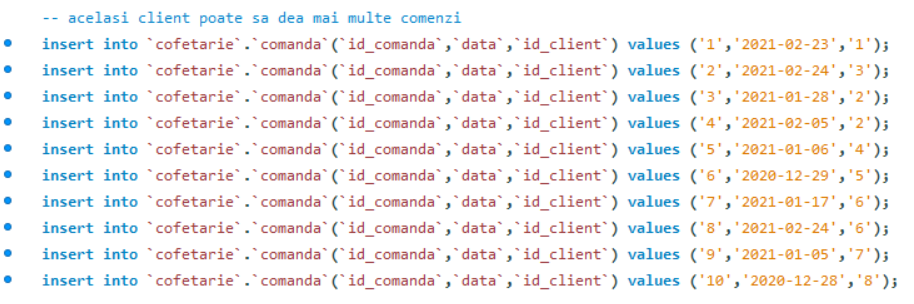 -- acelasi client poate sa dea mai multe comenzi
insert into `cofetarie`.`comanda`(`id_comanda`,`data`,`id_client`) values ('1','2021-02-23','1');
insert into `cofetarie`.`comanda`(`id_comanda`,`data`,`id_client`) values ('2','2021-02-24','3');
insert into `cofetarie`.`comanda`(`id_comanda`,`data`,`id_client`) values ('3','2021-01-28','2');
insert into `cofetarie`.`comanda`(`id_comanda`,`data`,`id_client`) values ('4','2021-02-05','2');
insert into `cofetarie`.`comanda`(`id_comanda`,`data`,`id_client`) values ('5','2021-01-06','4');
insert into `cofetarie`.`comanda`(`id_comanda`,`data`,`id_client`) values ('6','2020-12-29','5');
insert into `cofetarie`.`comanda`(`id_comanda`,`data`,`id_client`) values ('7','2021-01-17','6');
insert into `cofetarie`.`comanda`(`id_comanda`,`data`,`id_client`) values ('8','2021-02-24','6');
insert into `cofetarie`.`comanda`(`id_comanda`,`data`,`id_client`) values ('9','2021-01-05','7');
insert into `cofetarie`.`comanda`(`id_comanda`,`data`,`id_client`) values ('10','2020-12-28','8');